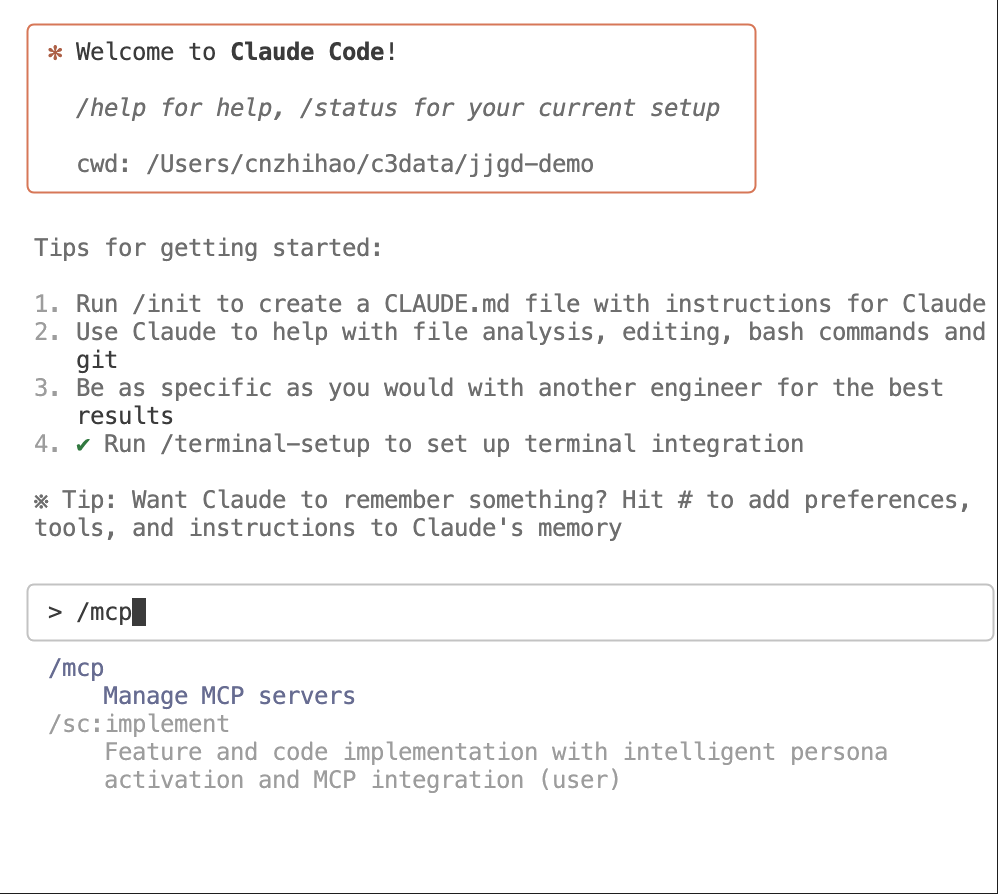 ✻ Welcome to Claude Code!
/help for help, /status for your current setup
cwd: /Users/cnzhihao/c3data/jjgd-demo
Tips for getting started:
1. Run /init to create a CLAUDE.md file with instructions for Claude
2. Use Claude to help with file analysis, editing, bash commands and
git
3. Be as specific as you would with another engineer for the best
results
4. ✔ Run /terminal-setup to set up terminal integration
※ Tip: Want Claude to remember something? Hit # to add preferences,
tools, and instructions to Claude's memory
> /mcp
/mcp
Manage MCP servers
/sc:implement
Feature and code implementation with intelligent persona
activation and MCP integration (user)